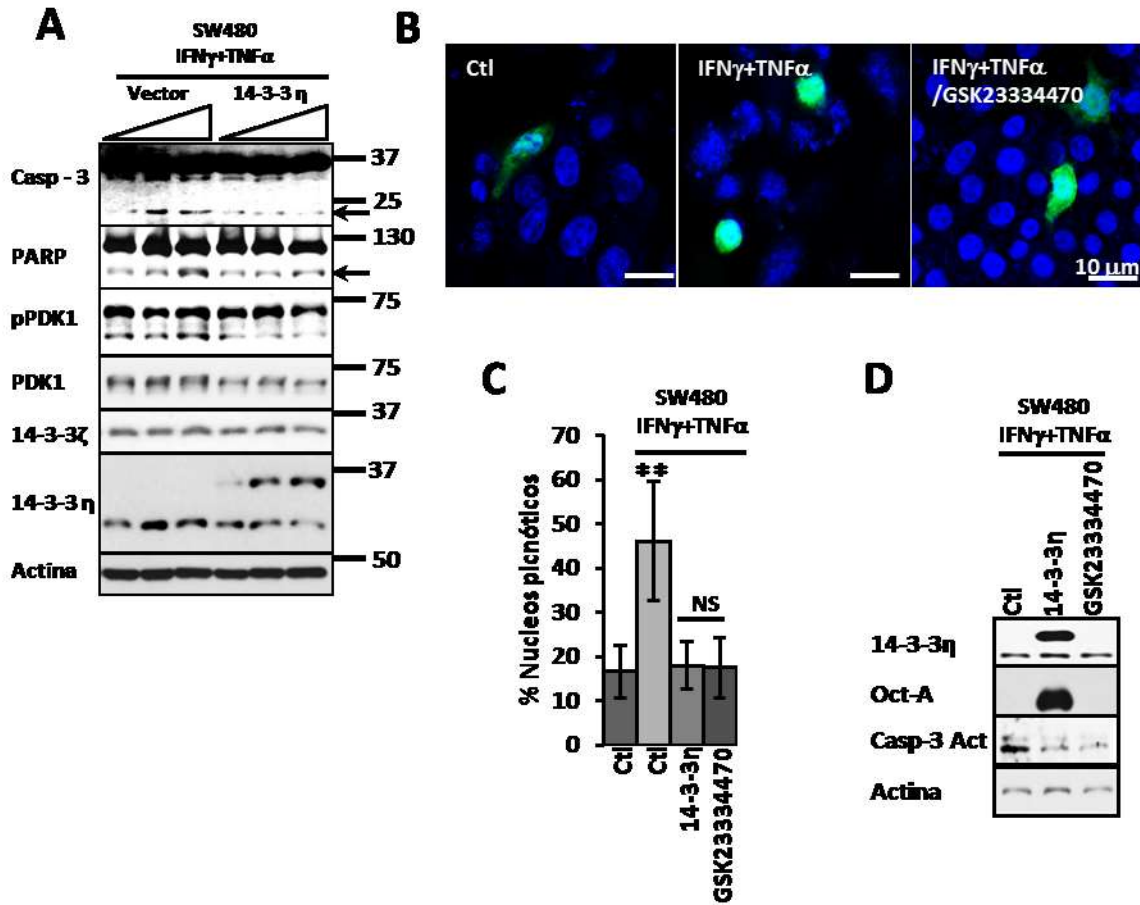 A
SW480
IFNγ+TNFα
Vector
14-3-3 η
Casp - 3
37
25
PARP
130
pPDK1
75
PDK1
75
14-3-3ζ
37
14-3-3 η
37
Actina
50
B
Ctl
IFNγ+TNFα
IFNγ+TNFα
/GSK23334470
10 µm
C
SW480
IFNγ+TNFα
% Nucleos picnóticos
70
60
50
40
30
20
10
0
**
NS
Ctl
Ctl
14-3-3η
GSK23334470
D
SW480
IFNγ+TNFα
Ctl
14-3-3η
GSK23334470
14-3-3η
Oct-A
Casp-3 Act
Actina